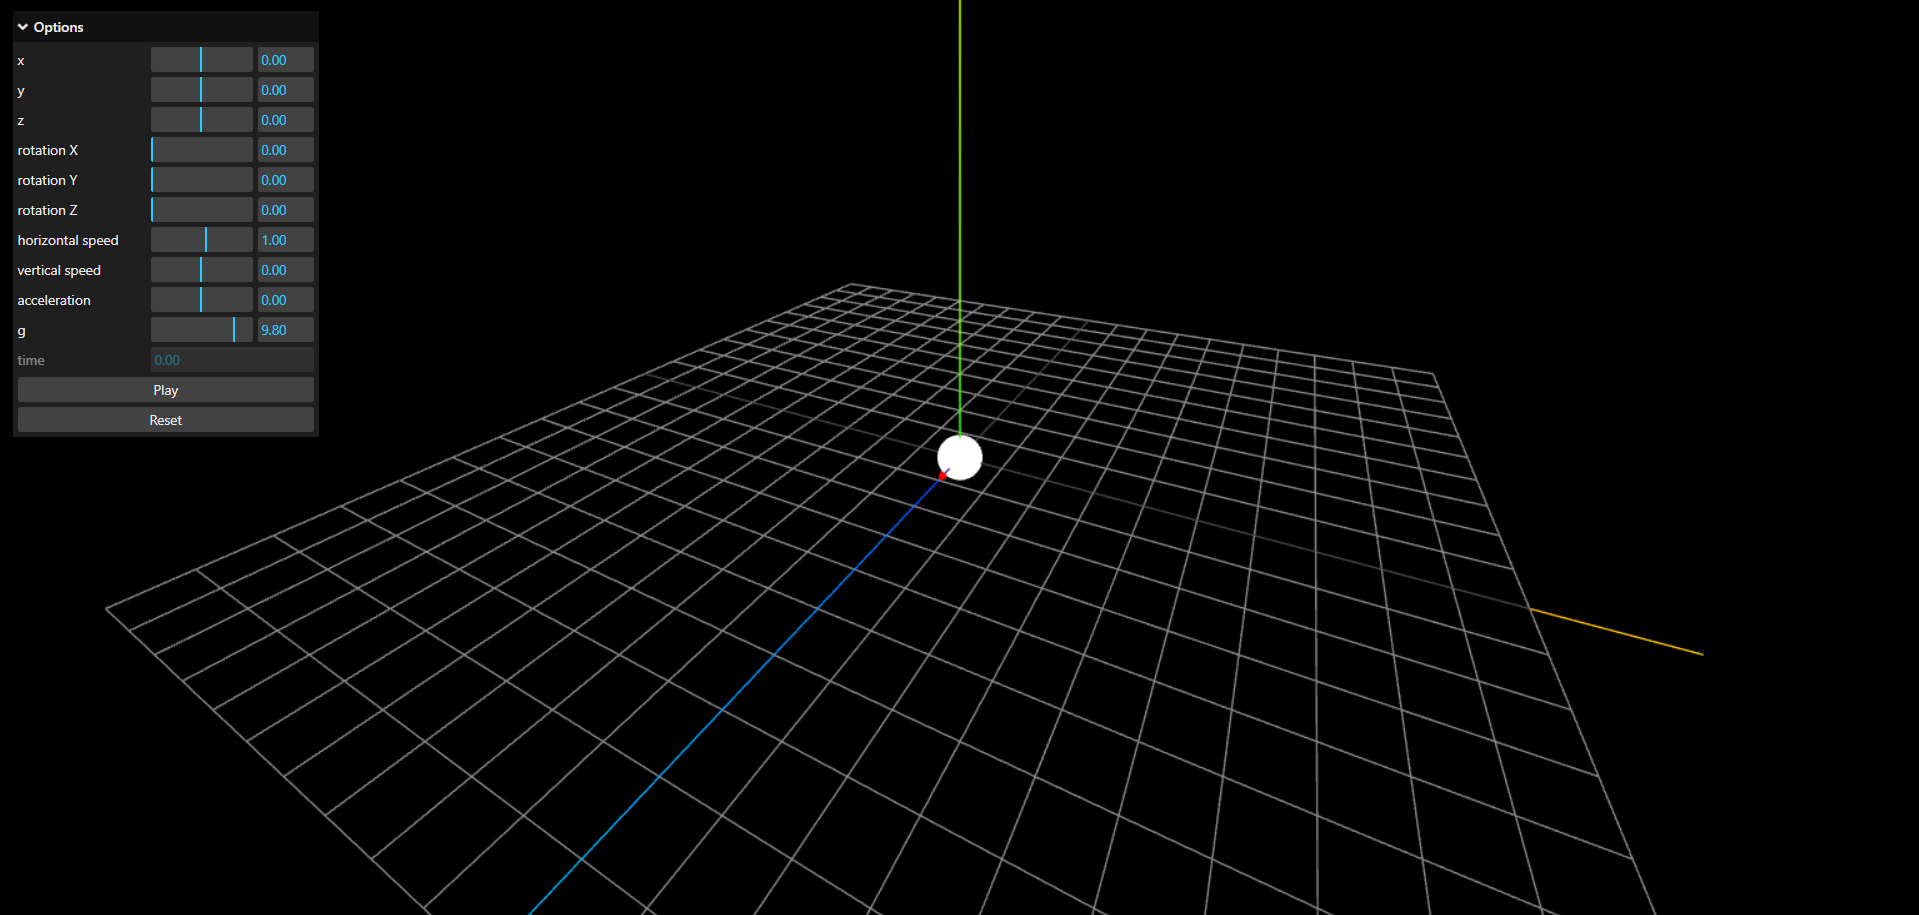 Options
x 0.00
y 0.00
z 0.00
rotation X 0.00
rotation Y 0.00
rotation Z 0.00
horizontal speed 1.00
vertical speed 0.00
acceleration 0.00
g 9.80
time 0.00
Play
Reset